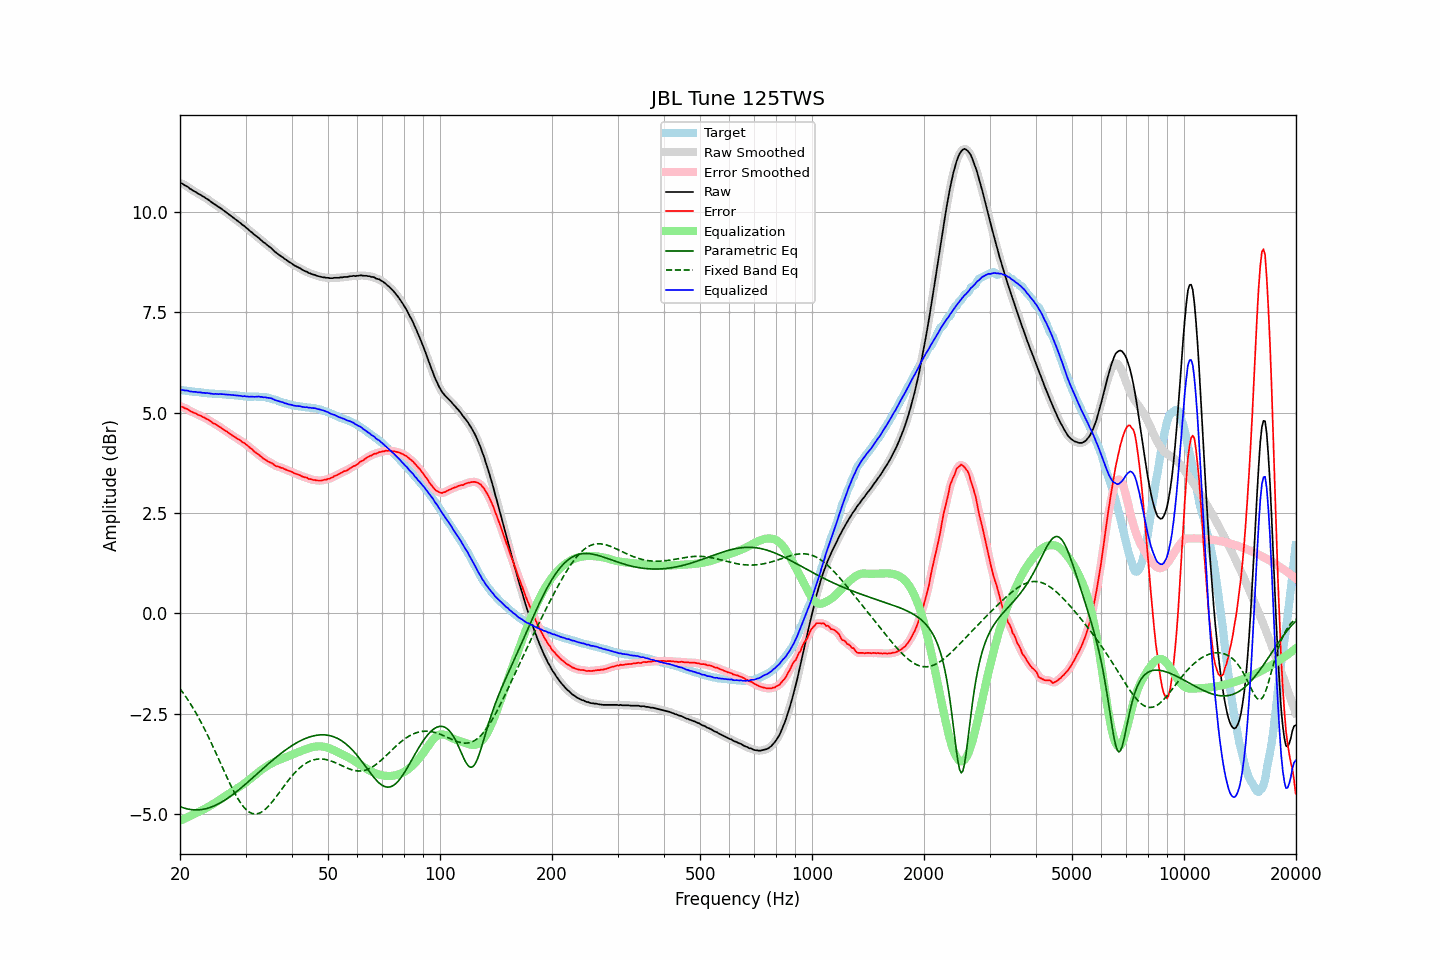 JBL Tune 125TWS
Target
Raw Smoothed
Error Smoothed
Raw
Error
Equalization
Parametric Eq
Fixed Band Eq
Equalized
Amplitude (dBr)
10.0
7.5
5.0
2.5
0.0
−2.5
−5.0
20 50 100 200 500 1000 2000 5000 10000 20000
Frequency (Hz)